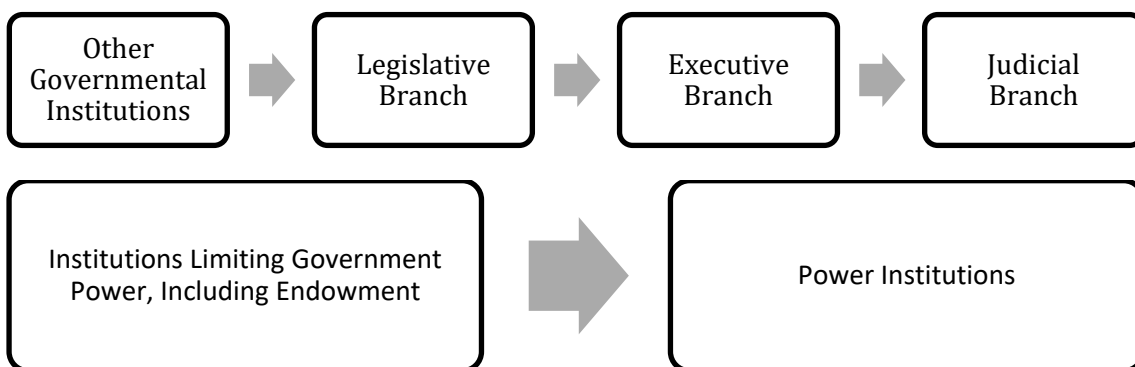 Other
Governmental
Institutions
Legislative
Branch
Executive
Branch
Judicial
Branch
Institutions Limiting Government
Power, Including Endowment
Power Institutions